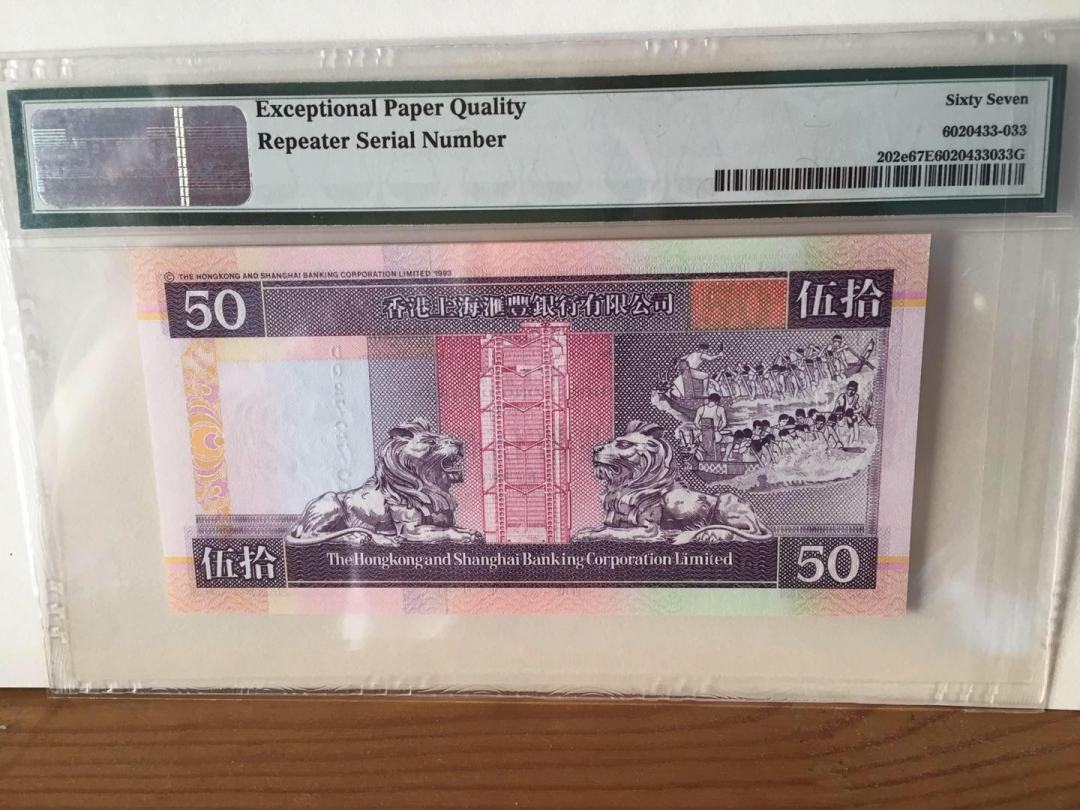 Exceptional Paper Quality
Repeater Serial Number
Sixty Seven
6020433-033
202e67E6020433033G
© THE HONGKONG AND SHANGHAI BANKING CORPORATION LIMITED 1993
50
香港上海滙豐銀行有限公司
伍拾
伍拾
The Hongkong and Shanghai Banking Corporation Limited
50